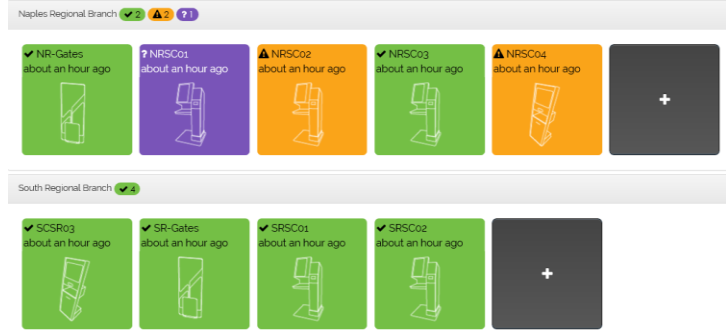 Naples Regional Branch 2 2 ? 1
NR-Gates
about an hour ago
? NRSC01
about an hour ago
NRSC02
about an hour ago
NRSC03
about an hour ago
NRSC04
about an hour ago
+
South Regional Branch 4
SCSR03
about an hour ago
SR-Gates
about an hour ago
SRSC01
about an hour ago
SRSC02
about an hour ago
+